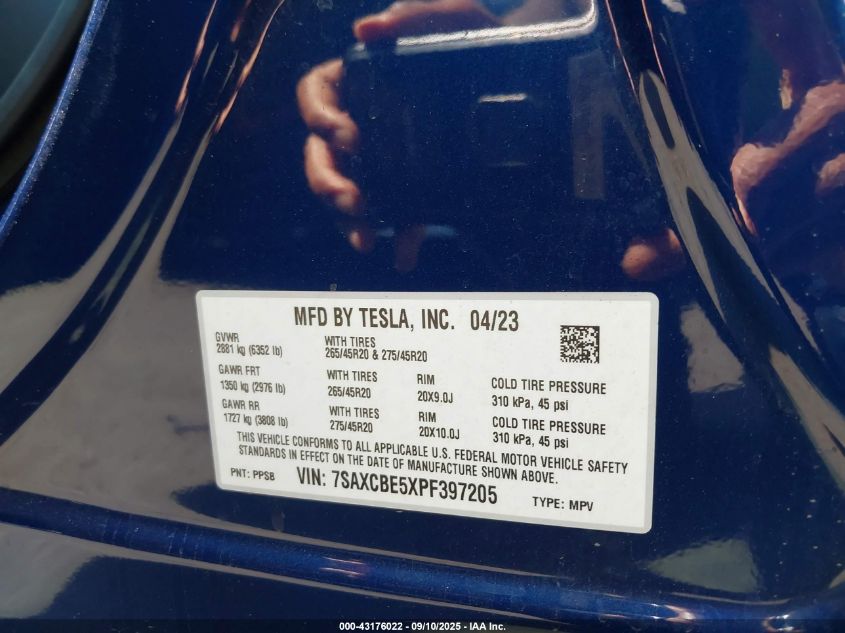 MFD BY TESLA, INC. 04/23
GVWR
2881 kg (6352 lb)
WITH TIRES
265/45R20 & 275/45R20
GAWR FRT
1350 kg (2976 lb)
WITH TIRES
265/45R20
RIM
20X9.0J
COLD TIRE PRESSURE
310 kPa, 45 psi
GAWR RR
1727 kg (3808 lb)
WITH TIRES
275/45R20
RIM
20X10.0J
COLD TIRE PRESSURE
310 kPa, 45 psi
THIS VEHICLE CONFORMS TO ALL APPLICABLE U.S. FEDERAL MOTOR VEHICLE SAFETY
STANDARDS IN EFFECT ON THE DATE OF MANUFACTURE SHOWN ABOVE.
PNT: PPSB VIN: 7SAXCBE5XPF397205 TYPE: MPV
000-43176022 - 09/10/2025 - IAA Inc.